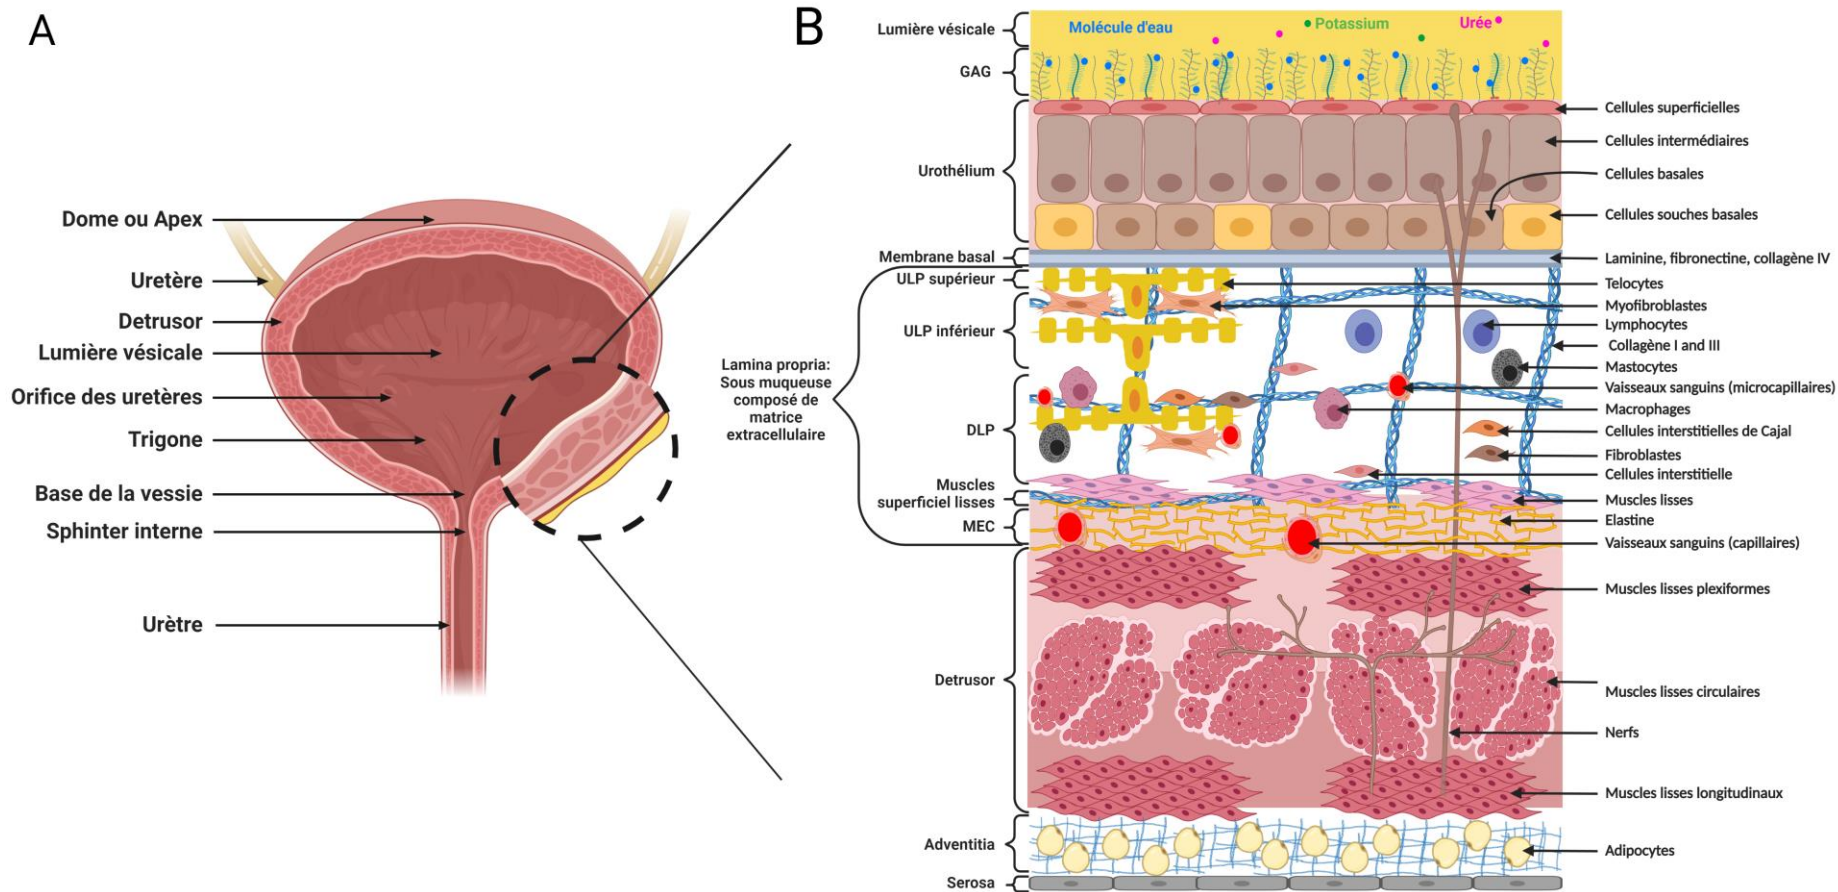 A
Dome ou Apex
Uretère
Detrusor
Lumière vésicale
Orifice des uretères
Trigone
Base de la vessie
Sphinter interne
Urètre
B
Lumière vésicale
GAG
Urothélium
Membrane basal
ULP supérieur
ULP inférieur
Lamina propria:
Sous muqueuse
composé de
matrice
extracellulaire
DLP
Muscles
superficiel lisses
MEC
Detrusor
Adventitia
Serosa
Molécule d'eau
Potassium
Urée
Cellules superficielles
Cellules intermédiaires
Cellules basales
Cellules souches basales
Laminine, fibronectine, collagène IV
Telocytes
Myofibroblastes
Lymphocytes
Collagène I and III
Mastocytes
Vaisseaux sanguins (microcapillaires)
Macrophages
Cellules interstitielles de Cajal
Fibroblastes
Cellules interstitielle
Muscles lisses
Elastine
Vaisseaux sanguins (capillaires)
Muscles lisses plexiformes
Muscles lisses circulaires
Nerfs
Muscles lisses longitudinaux
Adipocytes